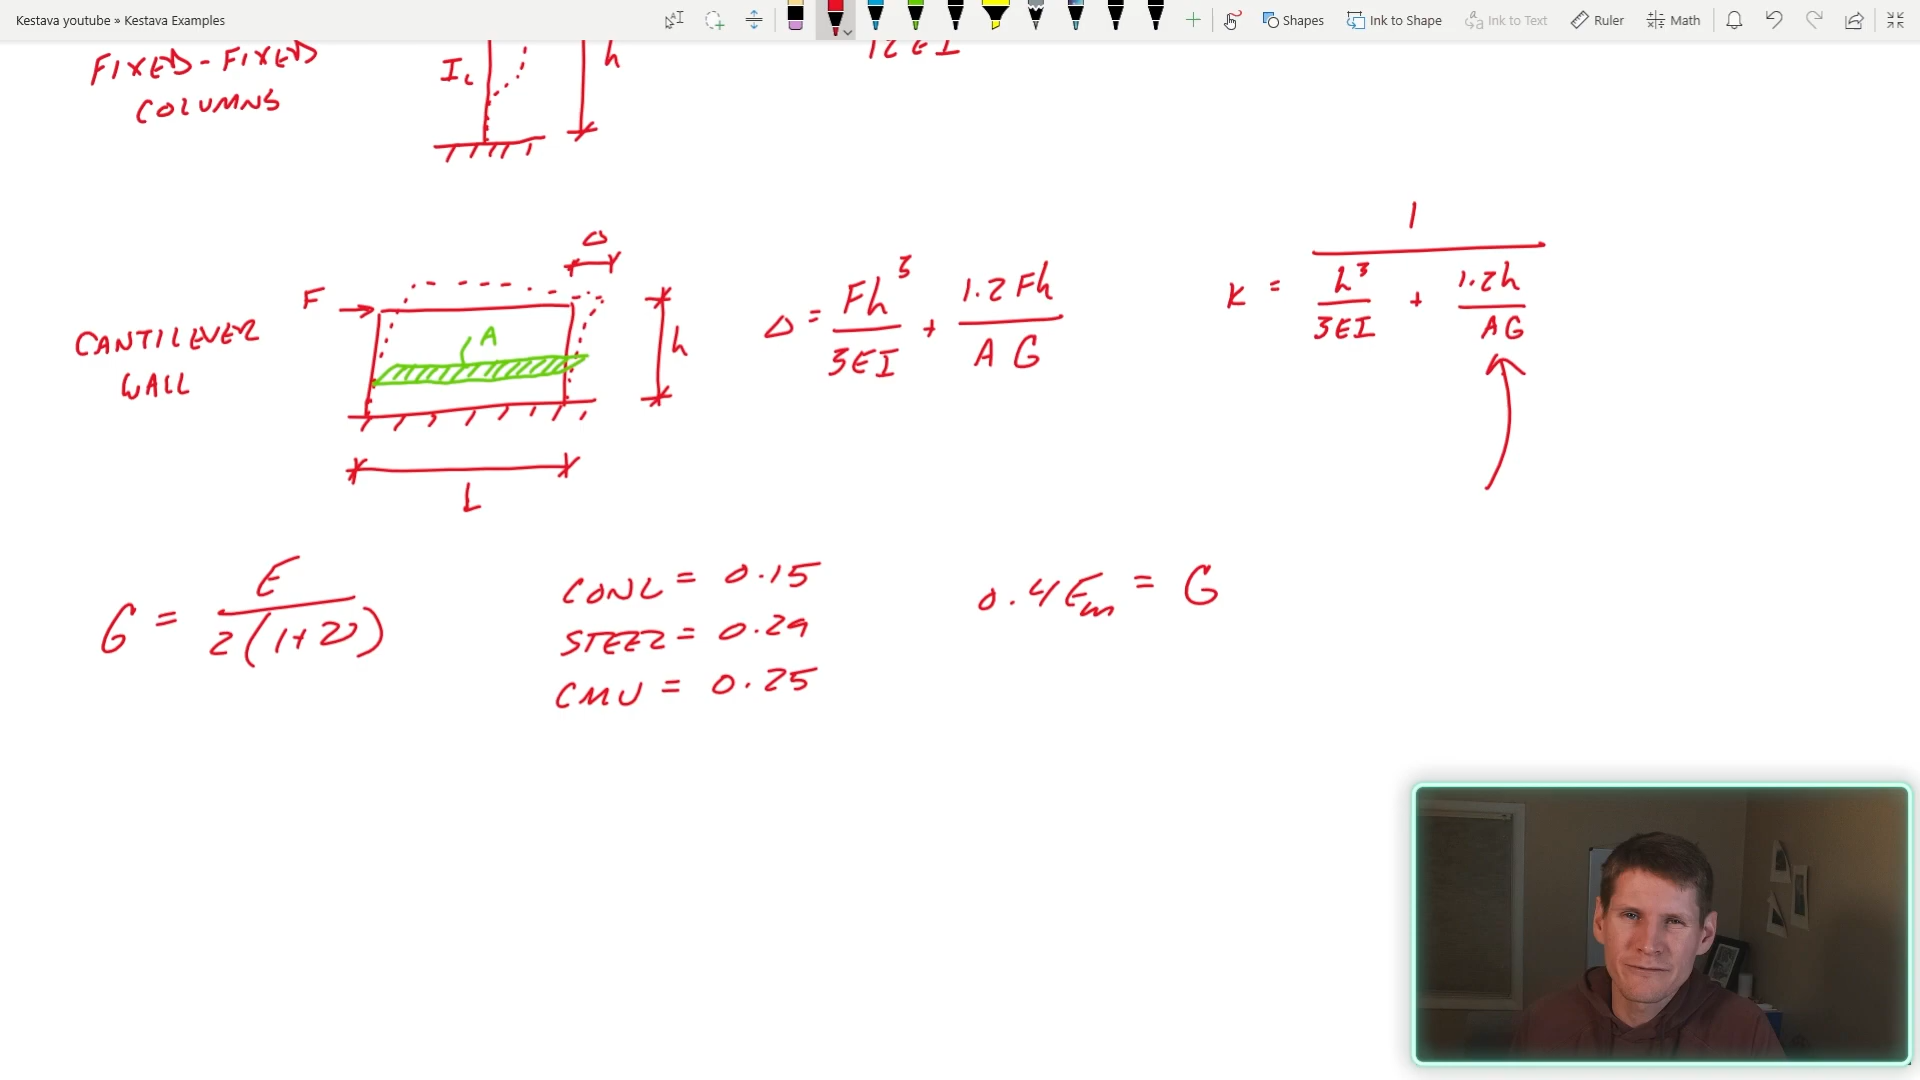 Kestava youtube » Kestava Examples
Shapes
Ink to Shape
Ink to Text
Ruler
Math
FIXED-FIXED
COLUMNS
Ic
h
12EI
CANTILEVER
WALL
F
Δ
A
h
L
Δ = Fh³/3EI + 1.2Fh/AG
K = 1/(h³/3EI + 1.2h/AG)
G = E/2(1+ν)
CONC = 0.15
STEEL = 0.29
CMU = 0.25
0.4Em = G